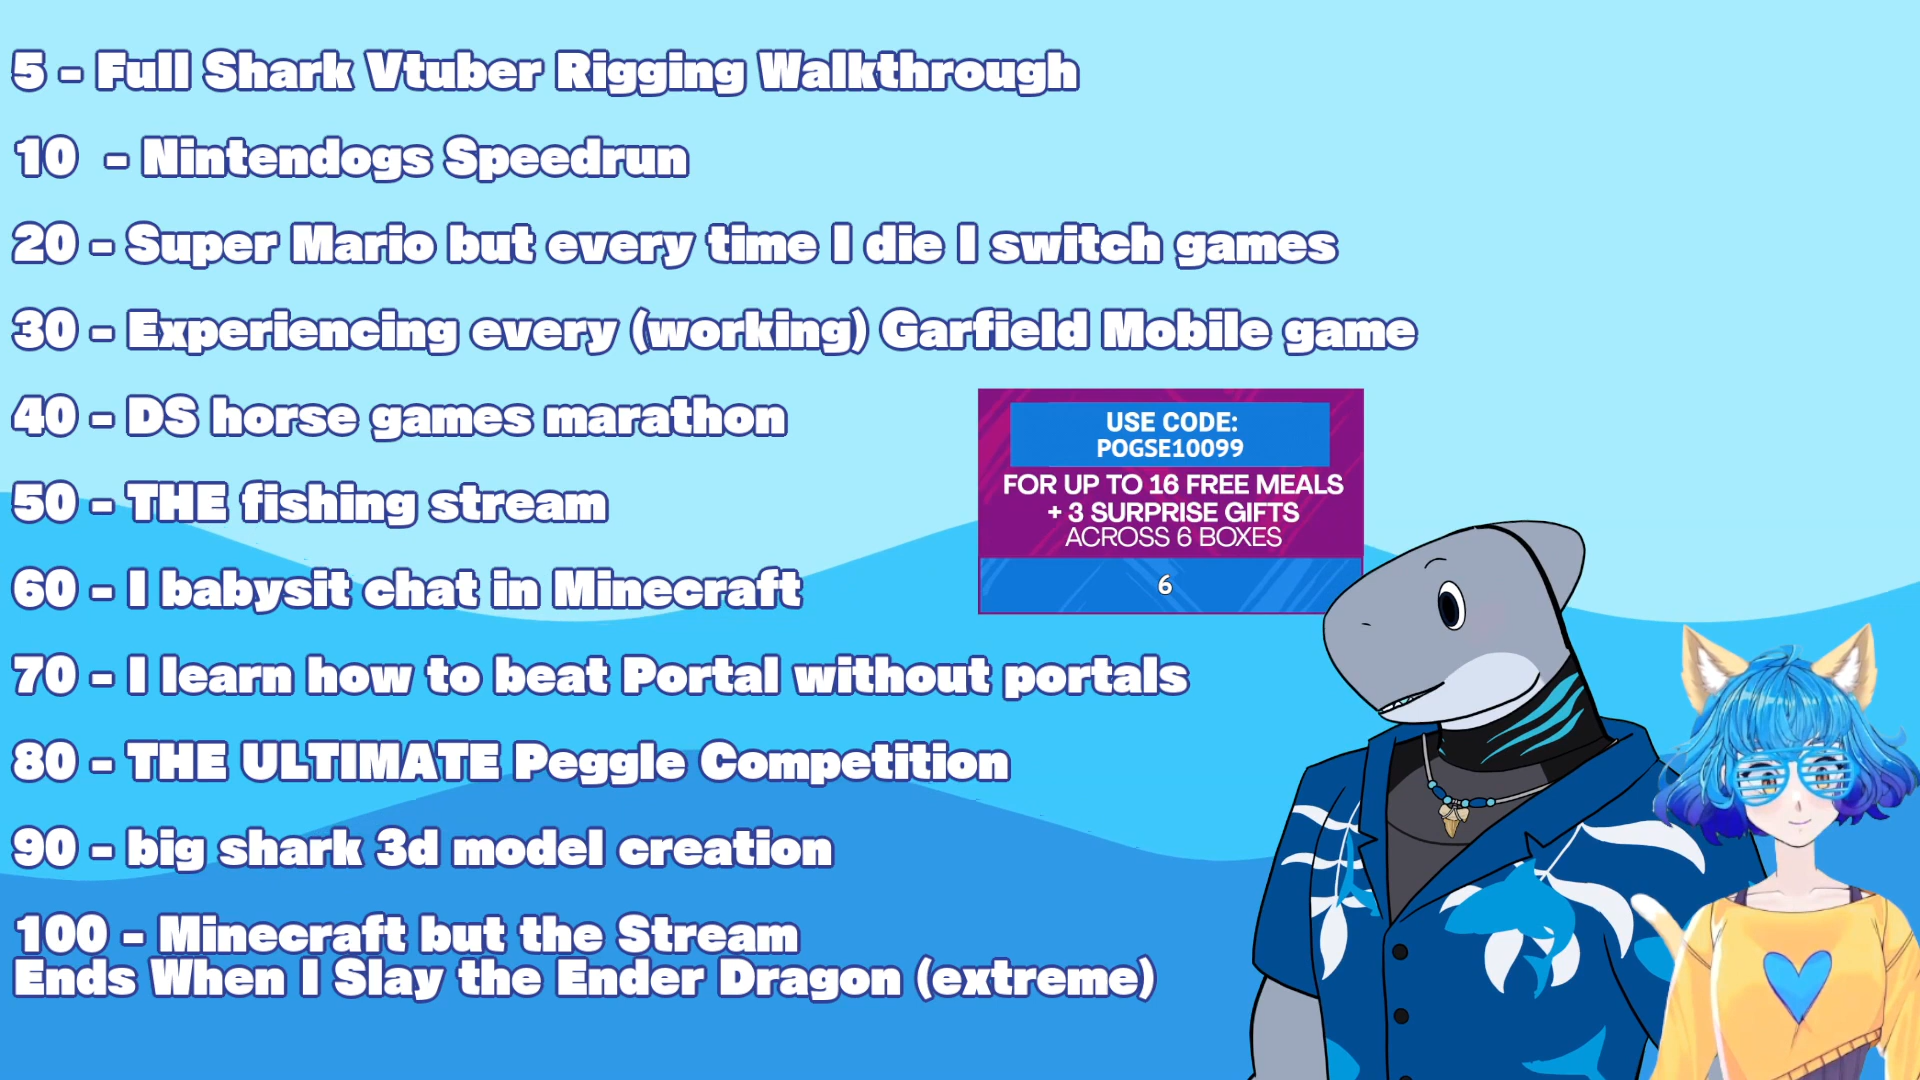 5 - Full Shark Vtuber Rigging Walkthrough
10 - Nintendogs Speedrun
20 - Super Mario but every time I die I switch games
30 - Experiencing every (working) Garfield Mobile game
40 - DS horse games marathon
50 - THE fishing stream
60 - I babysit chat in Minecraft
70 - I learn how to beat Portal without portals
80 - THE ULTIMATE Peggle Competition
90 - big shark 3d model creation
100 - Minecraft but the Stream
Ends When I Slay the Ender Dragon (extreme)
USE CODE:
POGSE10099
FOR UP TO 16 FREE MEALS
+ 3 SURPRISE GIFTS
ACROSS 6 BOXES
6